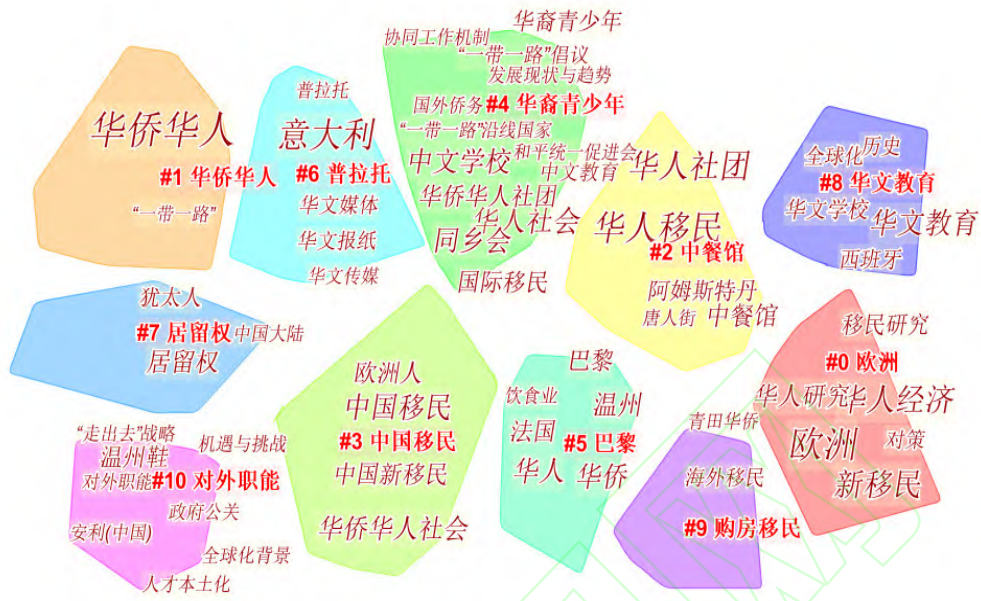 华侨华人
#1 华侨华人
“一带一路”
普拉托
意大利
#6 普拉托
华文媒体
华文报纸
华文传媒
华裔青少年
协同工作机制
“一带一路”倡议
发展现状与趋势
国外侨务
#4 华裔青少年
“一带一路”沿线国家
中文学校
和平统一促进会
中文教育
华侨华人社团
华人社会
同乡会
国际移民
华人社团
华人移民
#2 中餐馆
阿姆斯特丹
唐人街
中餐馆
全球化
历史
#8 华文教育
华文学校
华文教育
西班牙
犹太人
#7 居留权
中国大陆
居留权
欧洲人
中国移民
#3 中国移民
中国新移民
华侨华人社会
巴黎
饮食业
温州
法国
#5 巴黎
华人
华侨
移民研究
#0 欧洲
华人研究
华人经济
欧洲
对策
新移民
“走出去”战略
温州鞋
机遇与挑战
对外职能
#10 对外职能
政府公关
安利(中国)
全球化背景
人才本土化
青田华侨
海外移民
#9 购房移民